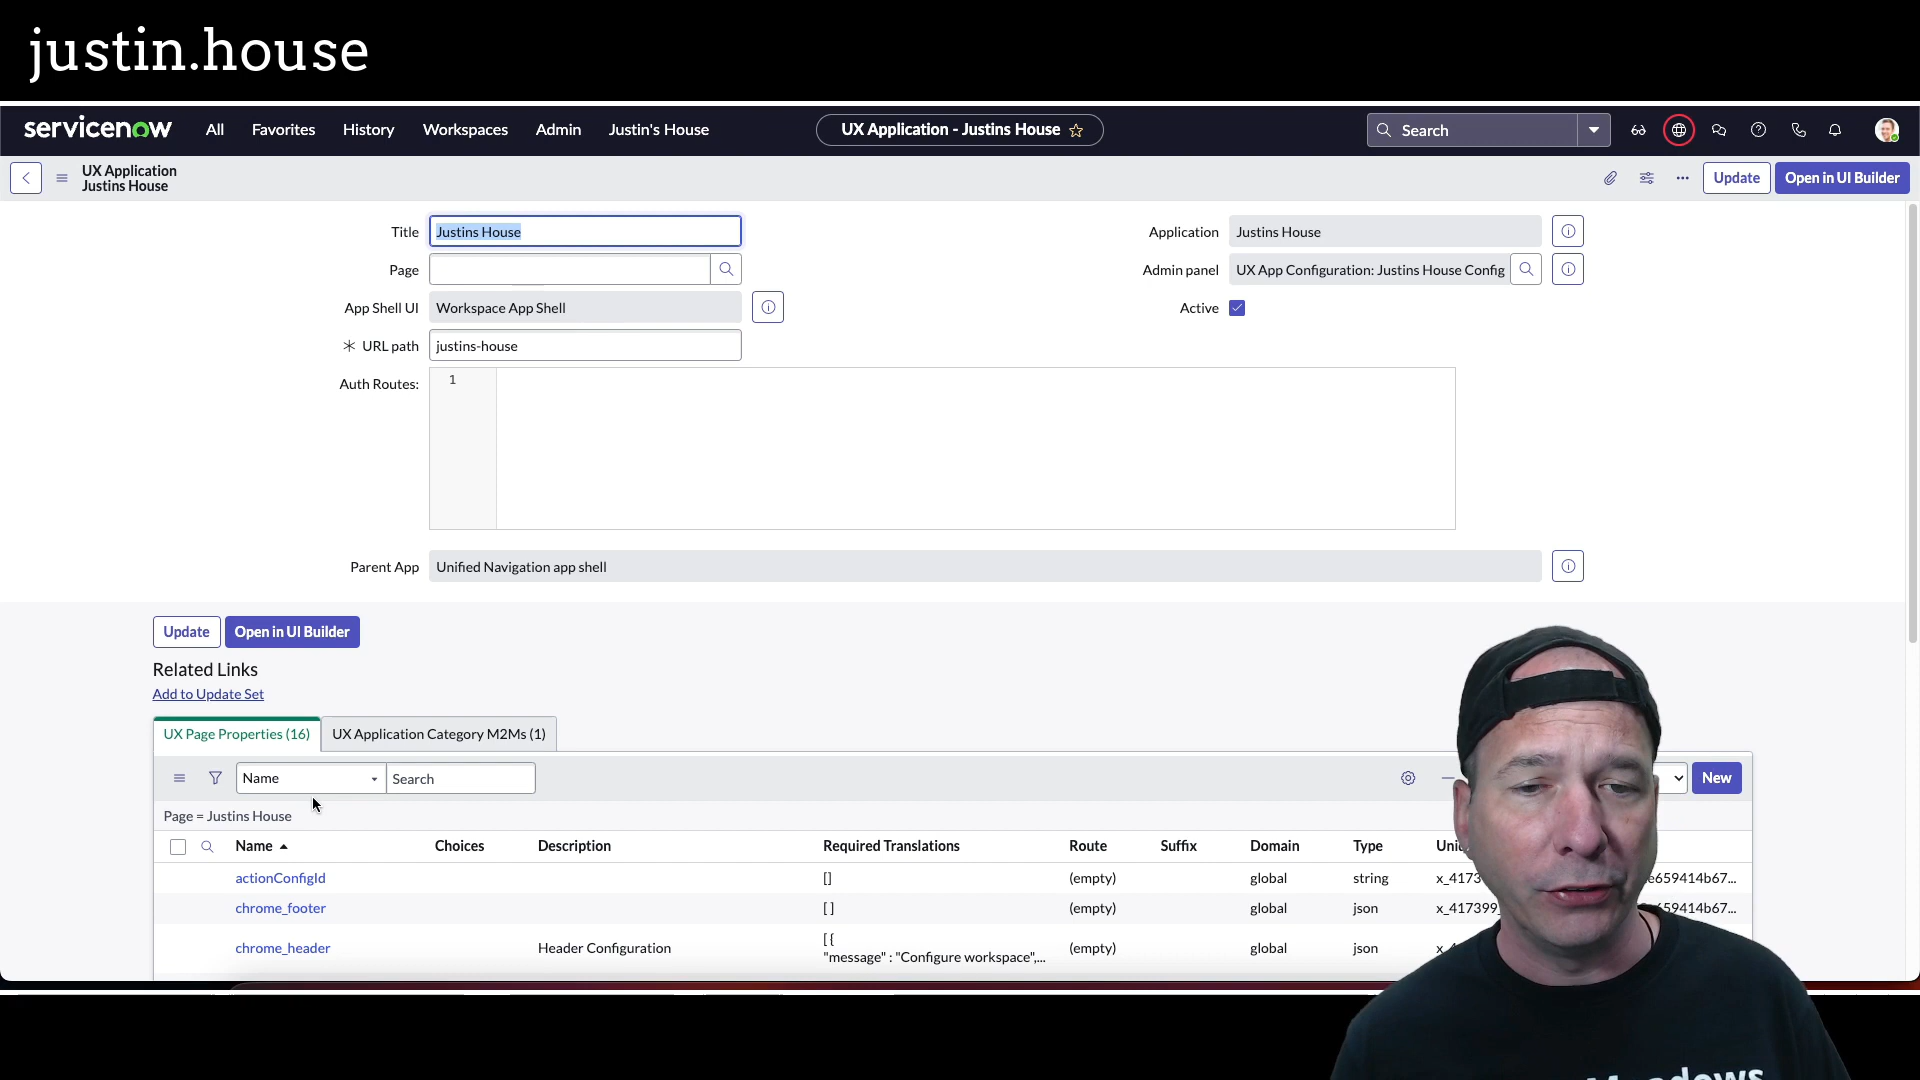 justin.house
servicenow All Favorites History Workspaces Admin Justin's House UX Application - Justins House Search
UX Application
Justins House
Update Open in UI Builder
Title Justins House Application Justins House
Page Admin panel UX App Configuration: Justins House Config
App Shell UI Workspace App Shell Active
URL path justins-house
Auth Routes: 1
Parent App Unified Navigation app shell
Update Open in UI Builder
Related Links
Add to Update Set
UX Page Properties (16) UX Application Category M2Ms (1)
Name Search New
Page = Justins House
Name Choices Description Required Translations Route Suffix Domain Type
actionConfigId [] (empty) global string x_4173 e659414b67...
chrome_footer [ ] (empty) global json x_417399_ 659414b67...
[ {
chrome_header Header Configuration (empty) global json
"message" : "Configure workspace",...